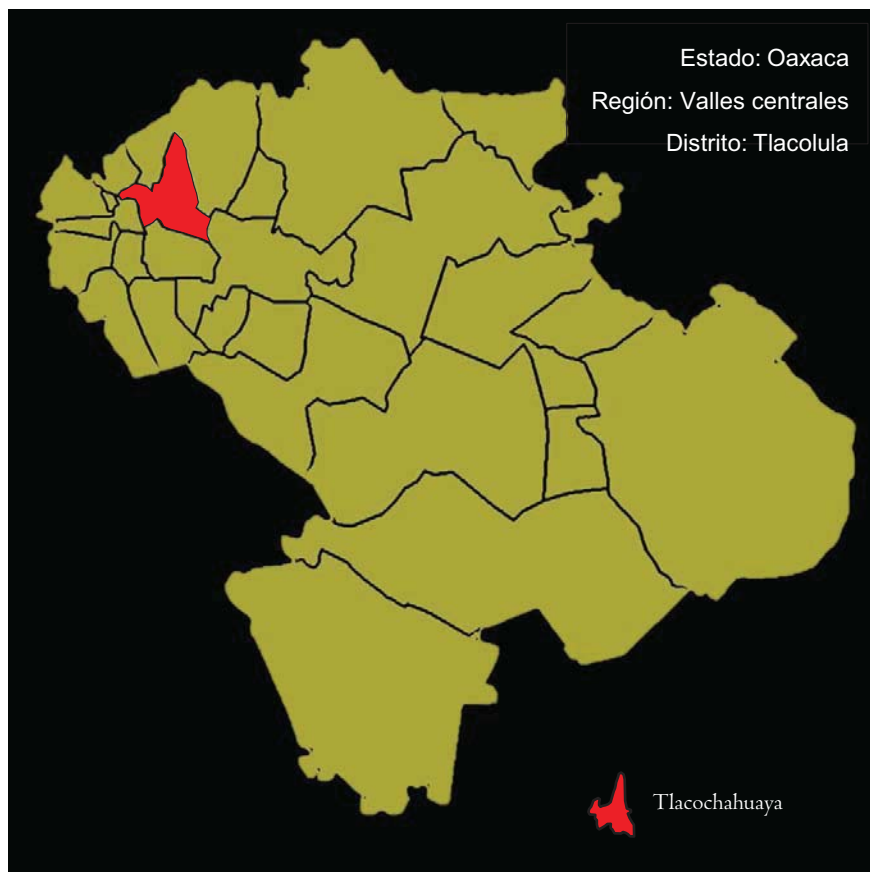 Estado: Oaxaca
Región: Valles centrales
Distrito: Tlacolula
Tlacochahuaya